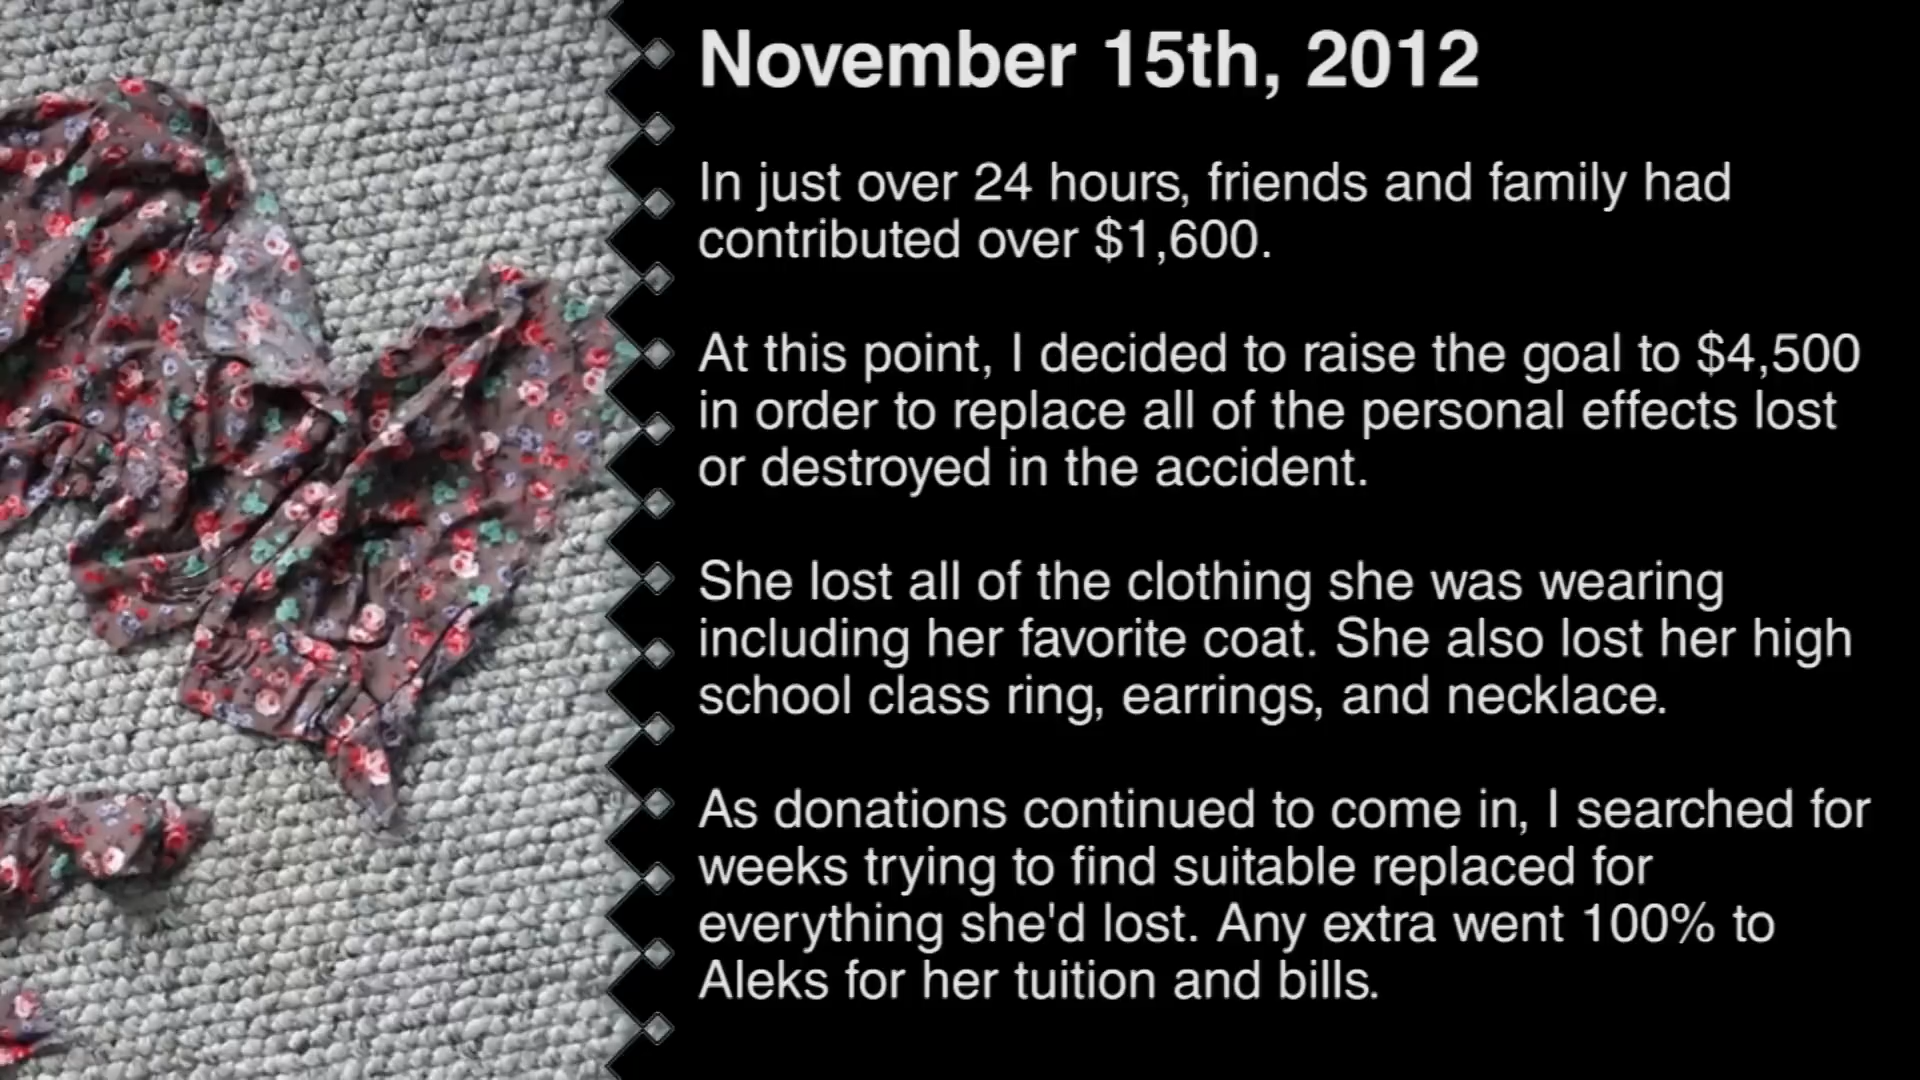 November 15th, 2012
In just over 24 hours, friends and family had
contributed over $1,600.
At this point, I decided to raise the goal to $4,500
in order to replace all of the personal effects lost
or destroyed in the accident.
She lost all of the clothing she was wearing
including her favorite coat. She also lost her high
school class ring, earrings, and necklace.
As donations continued to come in, I searched for
weeks trying to find suitable replaced for
everything she'd lost. Any extra went 100% to
Aleks for her tuition and bills.